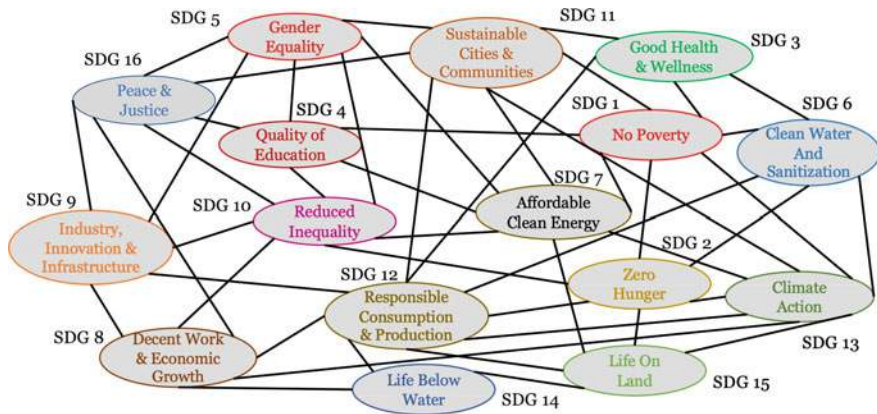 SDG 5
Gender
Equality
Sustainable
Cities &
Communities
SDG 11
Good Health
& Wellness
SDG 3
SDG 16
Peace &
Justice
SDG 4
Quality of
Education
SDG 1
No Poverty
SDG 6
Clean Water
And
Sanitization
SDG 9
Industry,
Innovation &
Infrastructure
SDG 10
Reduced
Inequality
SDG 7
Affordable
Clean Energy
SDG 2
Zero
Hunger
SDG 12
Responsible
Consumption
& Production
Climate
Action
SDG 13
SDG 8
Decent Work
& Economic
Growth
Life Below
Water
SDG 14
Life On
Land
SDG 15